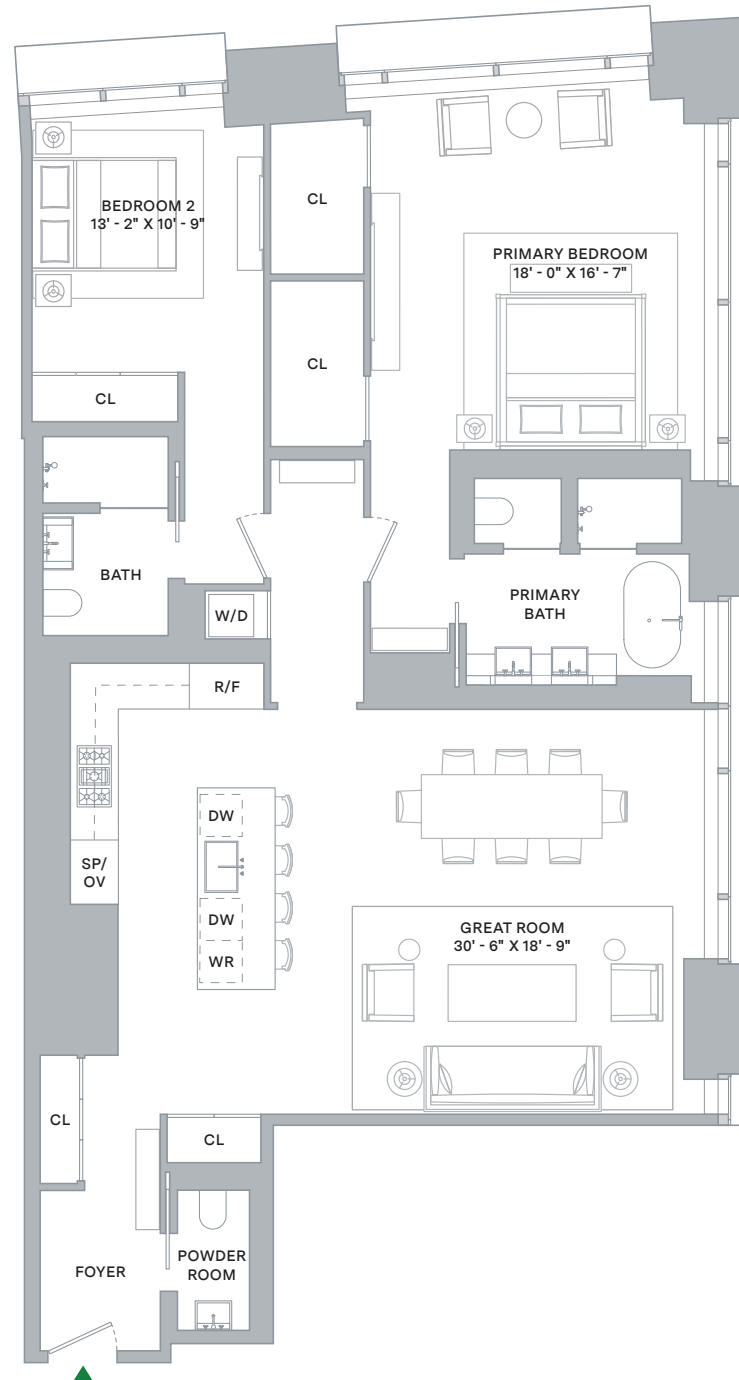 BEDROOM 2
13' - 2" X 10' - 9"
CL
PRIMARY BEDROOM
18' - 0" X 16' - 7"
CL
CL
BATH
W/D
PRIMARY
BATH
R/F
DW
SP/
OV
DW
WR
GREAT ROOM
30' - 6" X 18' - 9"
CL
CL
POWDER
ROOM
FOYER